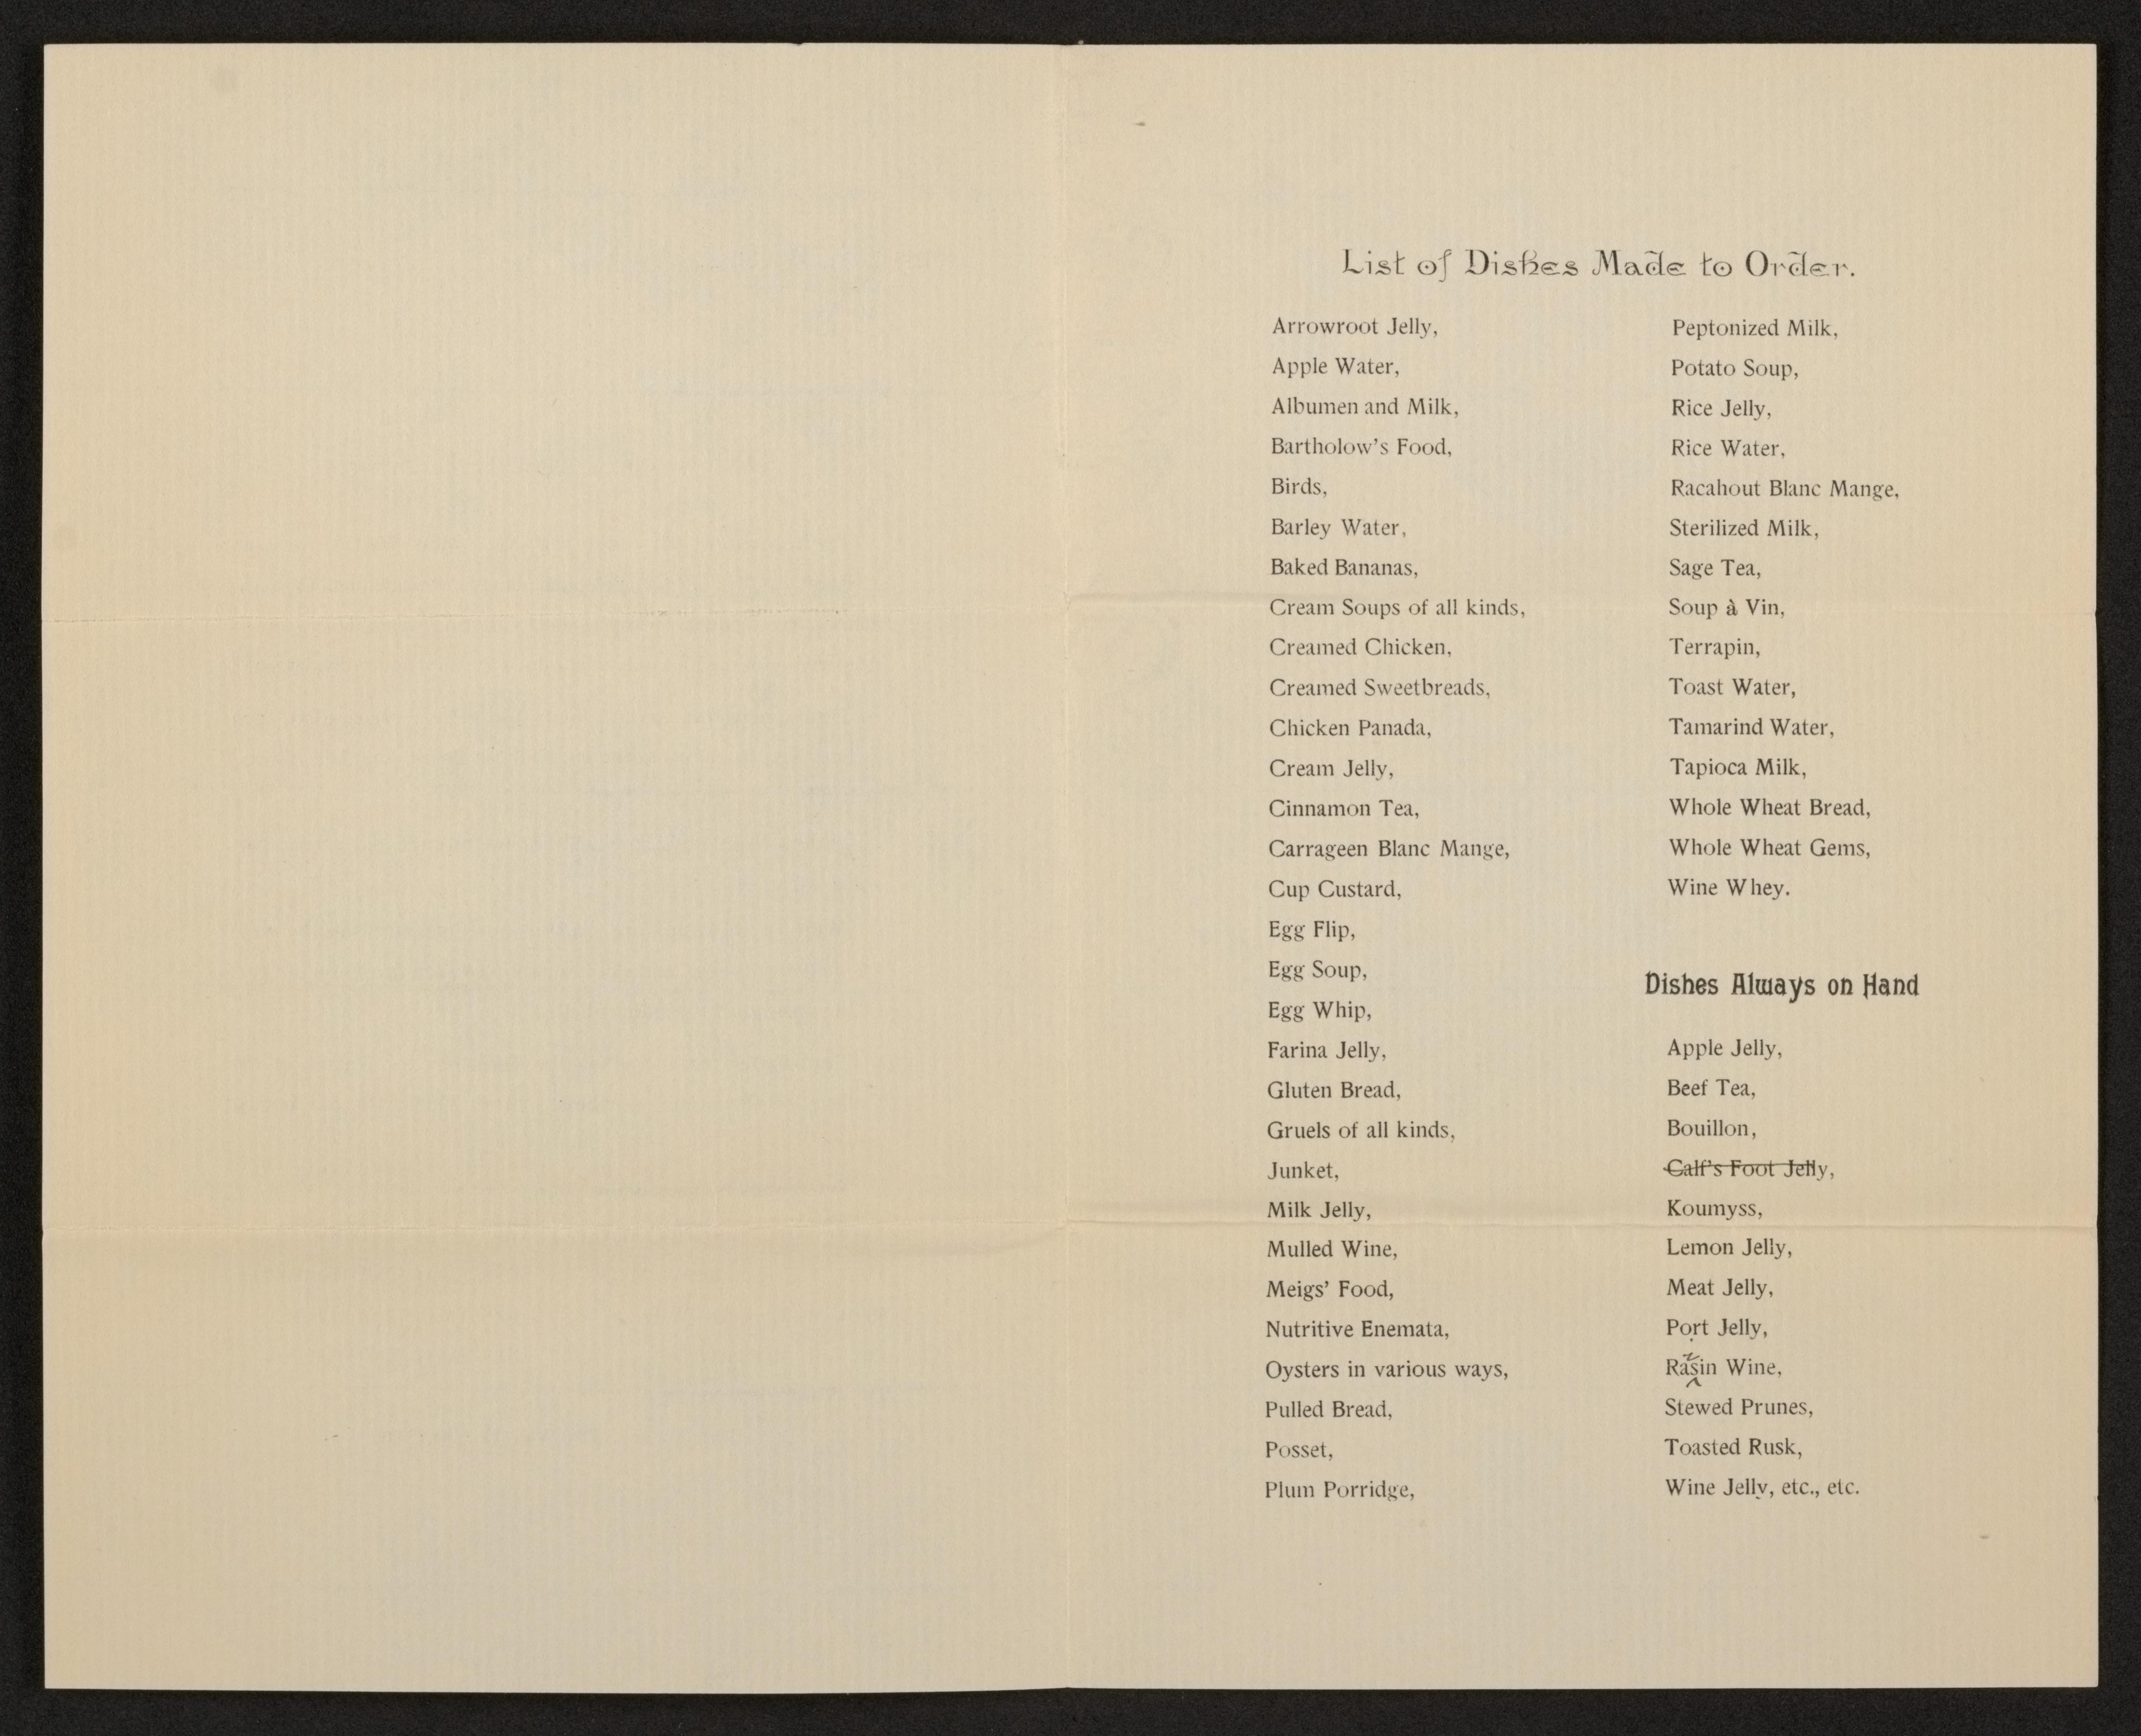 List of Dishes Made to Order.
Arrowroot Jelly,
Apple Water,
Albumen and Milk,
Bartholow's Food,
Birds,
Barley Water,
Baked Bananas,
Cream Soups of all kinds,
Creamed Chicken,
Creamed Sweetbreads,
Chicken Panada,
Cream Jelly,
Cinnamon Tea,
Carrageen Blanc Mange,
Cup Custard,
Egg Flip,
Egg Soup,
Egg Whip,
Farina Jelly,
Gluten Bread,
Gruels of all kinds,
Junket,
Milk Jelly,
Mulled Wine,
Meigs' Food,
Nutritive Enemata,
Oysters in various ways,
Pulled Bread,
Posset,
Plum Porridge,
Peptonized Milk,
Potato Soup,
Rice Jelly,
Rice Water,
Racahout Blanc Mange,
Sterilized Milk,
Sage Tea,
Soup à Vin,
Terrapin,
Toast Water,
Tamarind Water,
Tapioca Milk,
Whole Wheat Bread,
Whole Wheat Gems,
Wine Whey.
Dishes Always on Hand
Apple Jelly,
Beef Tea,
Bouillon,
Calf's Foot Jelly,
Koumyss,
Lemon Jelly,
Meat Jelly,
Port Jelly,
i
Rasin Wine,
Stewed Prunes,
Toasted Rusk,
Wine Jelly, etc., etc.